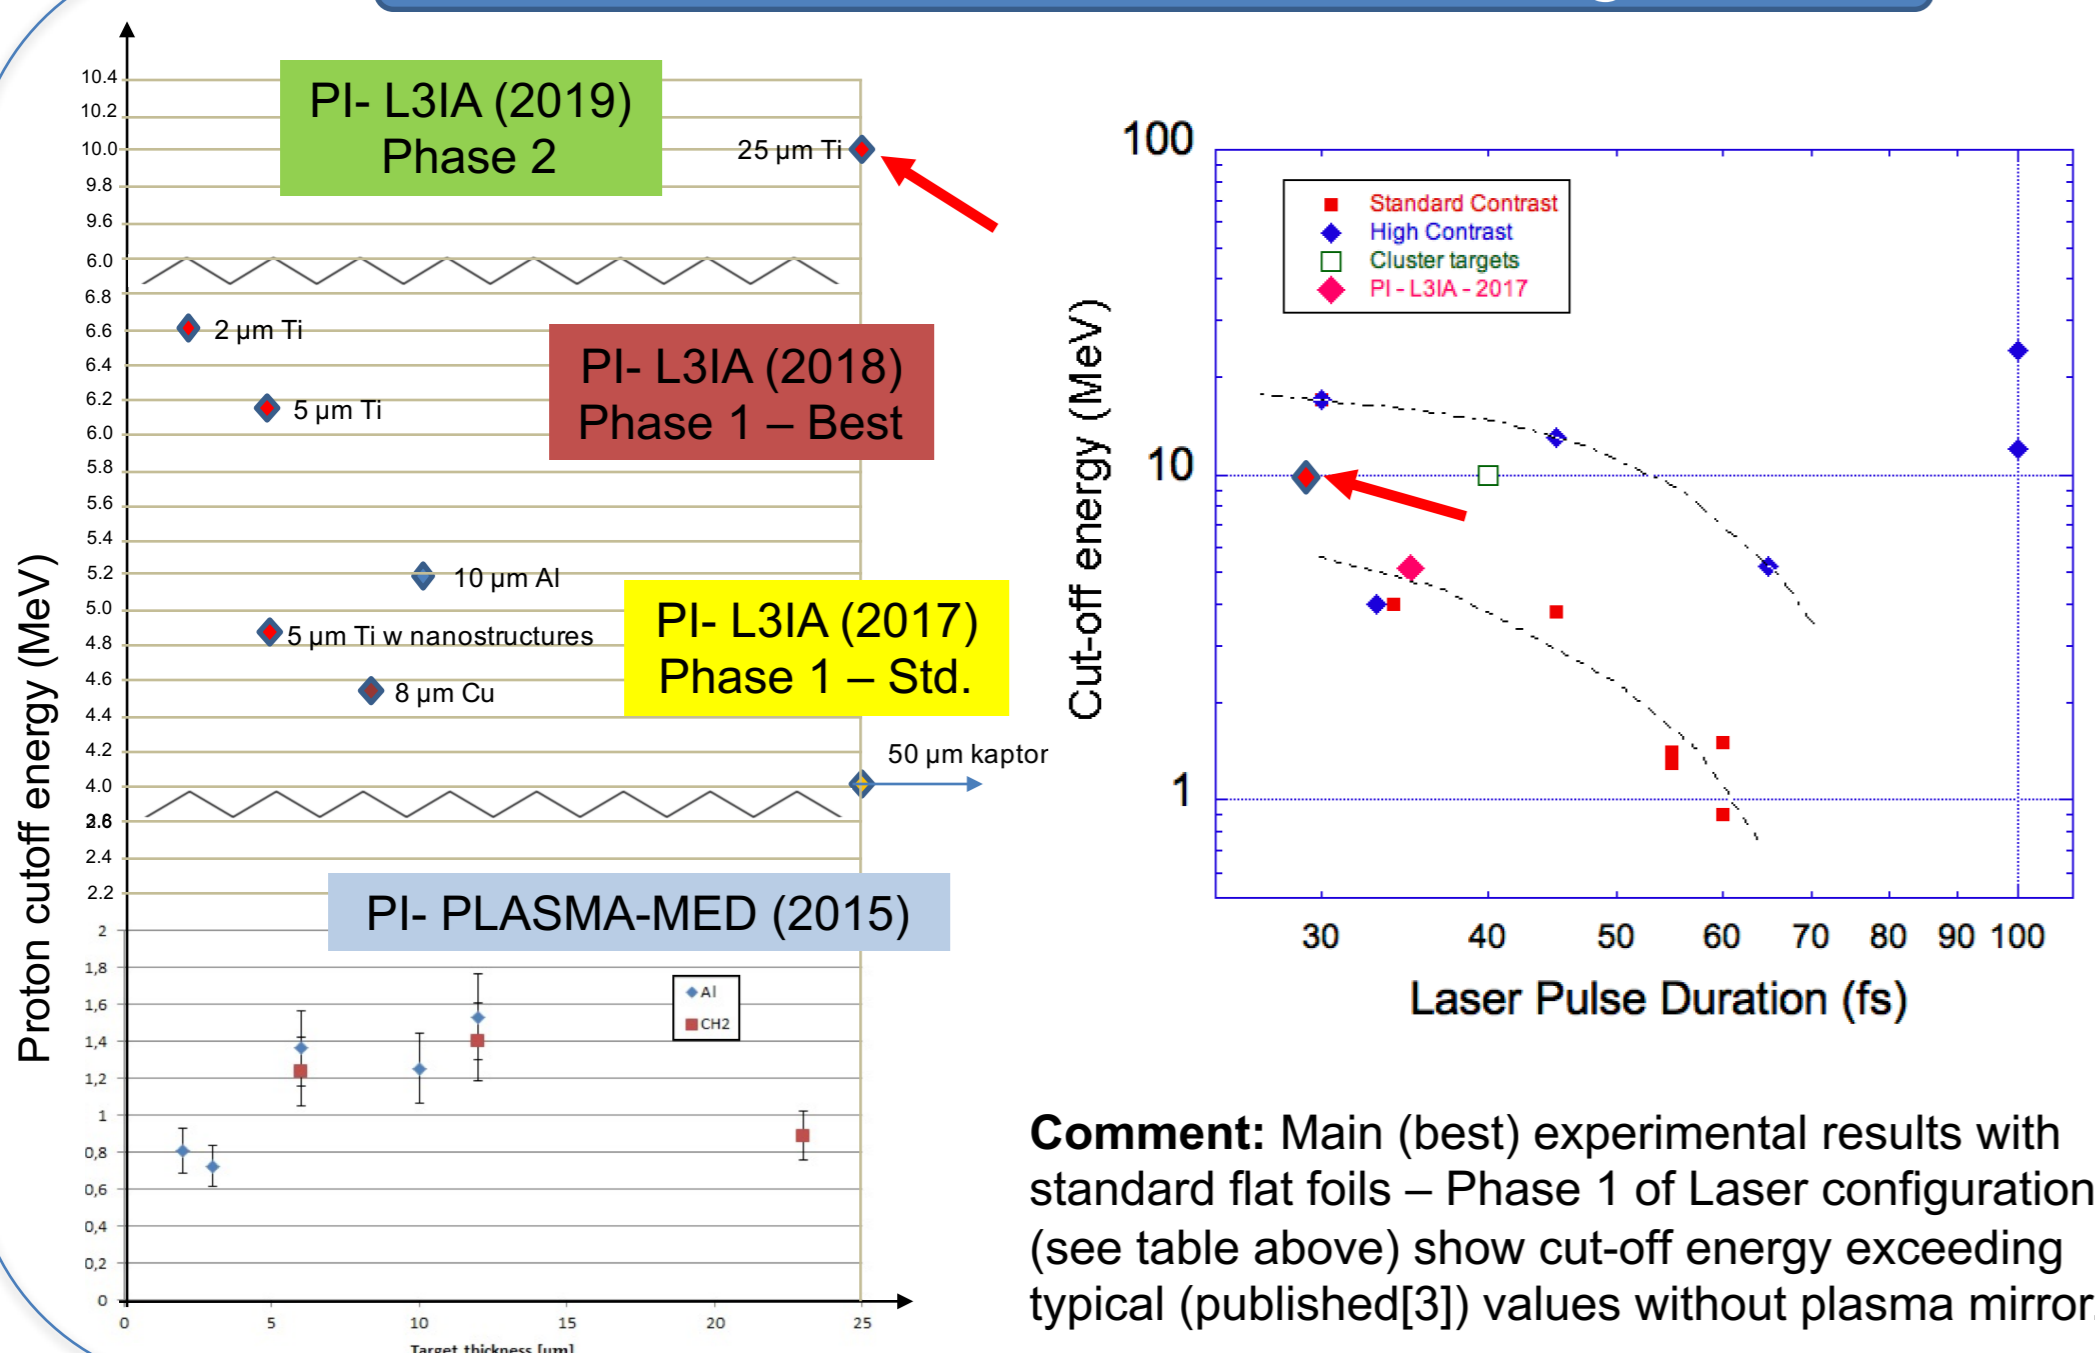 10.4
10.2
10.0
9.8
9.6
6.0
6.8
6.6
6.4
6.2
6.0
5.8
5.6
5.4
5.2
5.0
4.8
4.6
4.4
4.2
4.0
2.4
2.2
2
1,8
1,6
1,4
1,2
1
0,8
0,6
0,4
0,2
0
0 5 10 15 20 25
Target thickness [µm]
Proton cutoff energy (MeV)
PI- L3IA (2019)
Phase 2
25 µm Ti
2 µm Ti
5 µm Ti
PI- L3IA (2018)
Phase 1 – Best
10 µm Al
5 µm Ti w nanostructures
8 µm Cu
PI- L3IA (2017)
Phase 1 – Std.
50 µm kaptor
PI- PLASMA-MED (2015)
Al
CH2
100
10
1
Cut-off energy (MeV)
Standard Contrast
High Contrast
Cluster targets
PI - L3IA - 2017
30 40 50 60 70 80 90 100
Laser Pulse Duration (fs)
Comment: Main (best) experimental results with
standard flat foils – Phase 1 of Laser configuration
(see table above) show cut-off energy exceeding
typical (published[3]) values without plasma mirror.